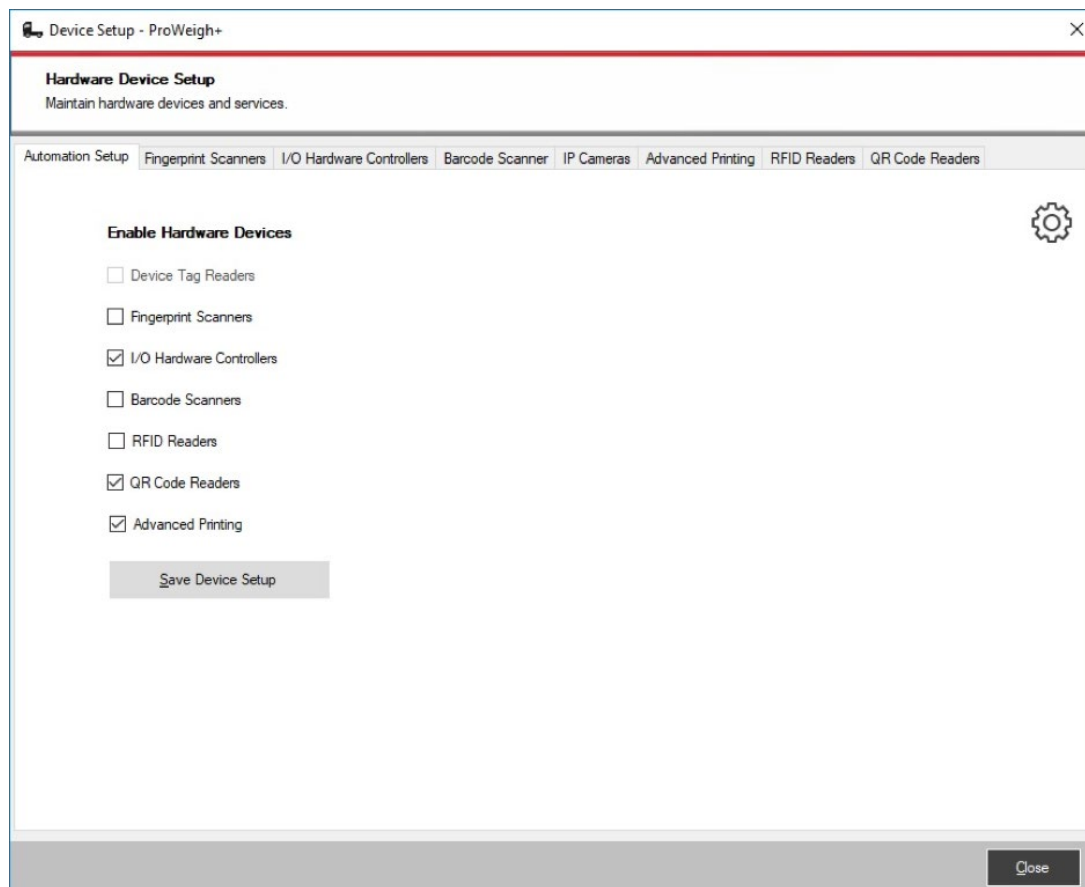 Device Setup - ProWeigh+
Hardware Device Setup
Maintain hardware devices and services.
Automation Setup Fingerprint Scanners I/O Hardware Controllers Barcode Scanner IP Cameras Advanced Printing RFID Readers QR Code Readers
Enable Hardware Devices
Device Tag Readers
Fingerprint Scanners
I/O Hardware Controllers
Barcode Scanners
RFID Readers
QR Code Readers
Advanced Printing
Save Device Setup
Close